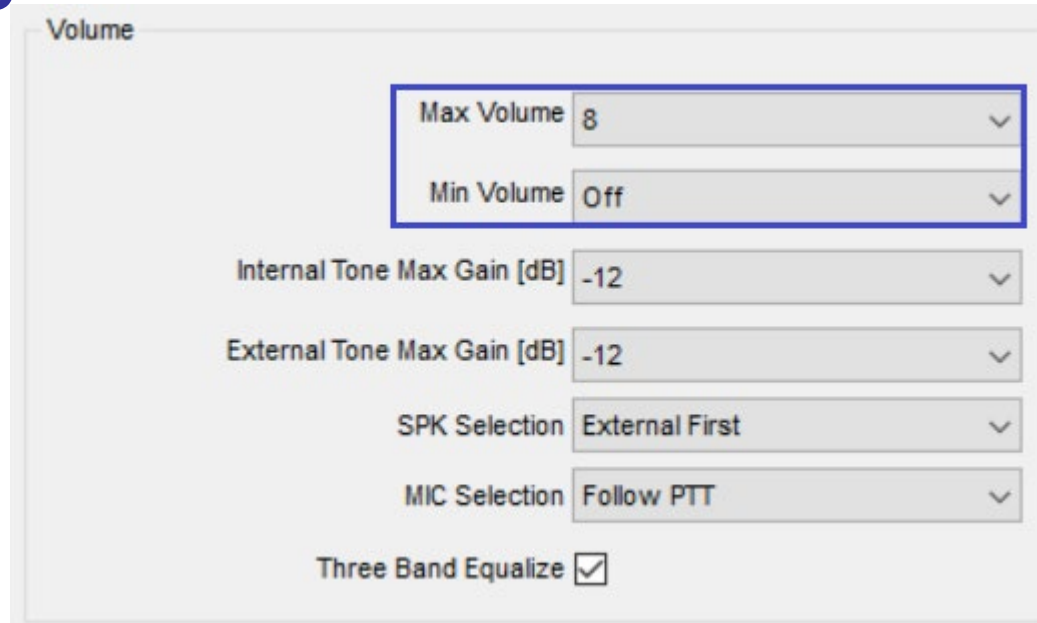 Volume
Max Volume 8
Min Volume Off
Internal Tone Max Gain [dB] -12
External Tone Max Gain [dB] -12
SPK Selection External First
MIC Selection Follow PTT
Three Band Equalize